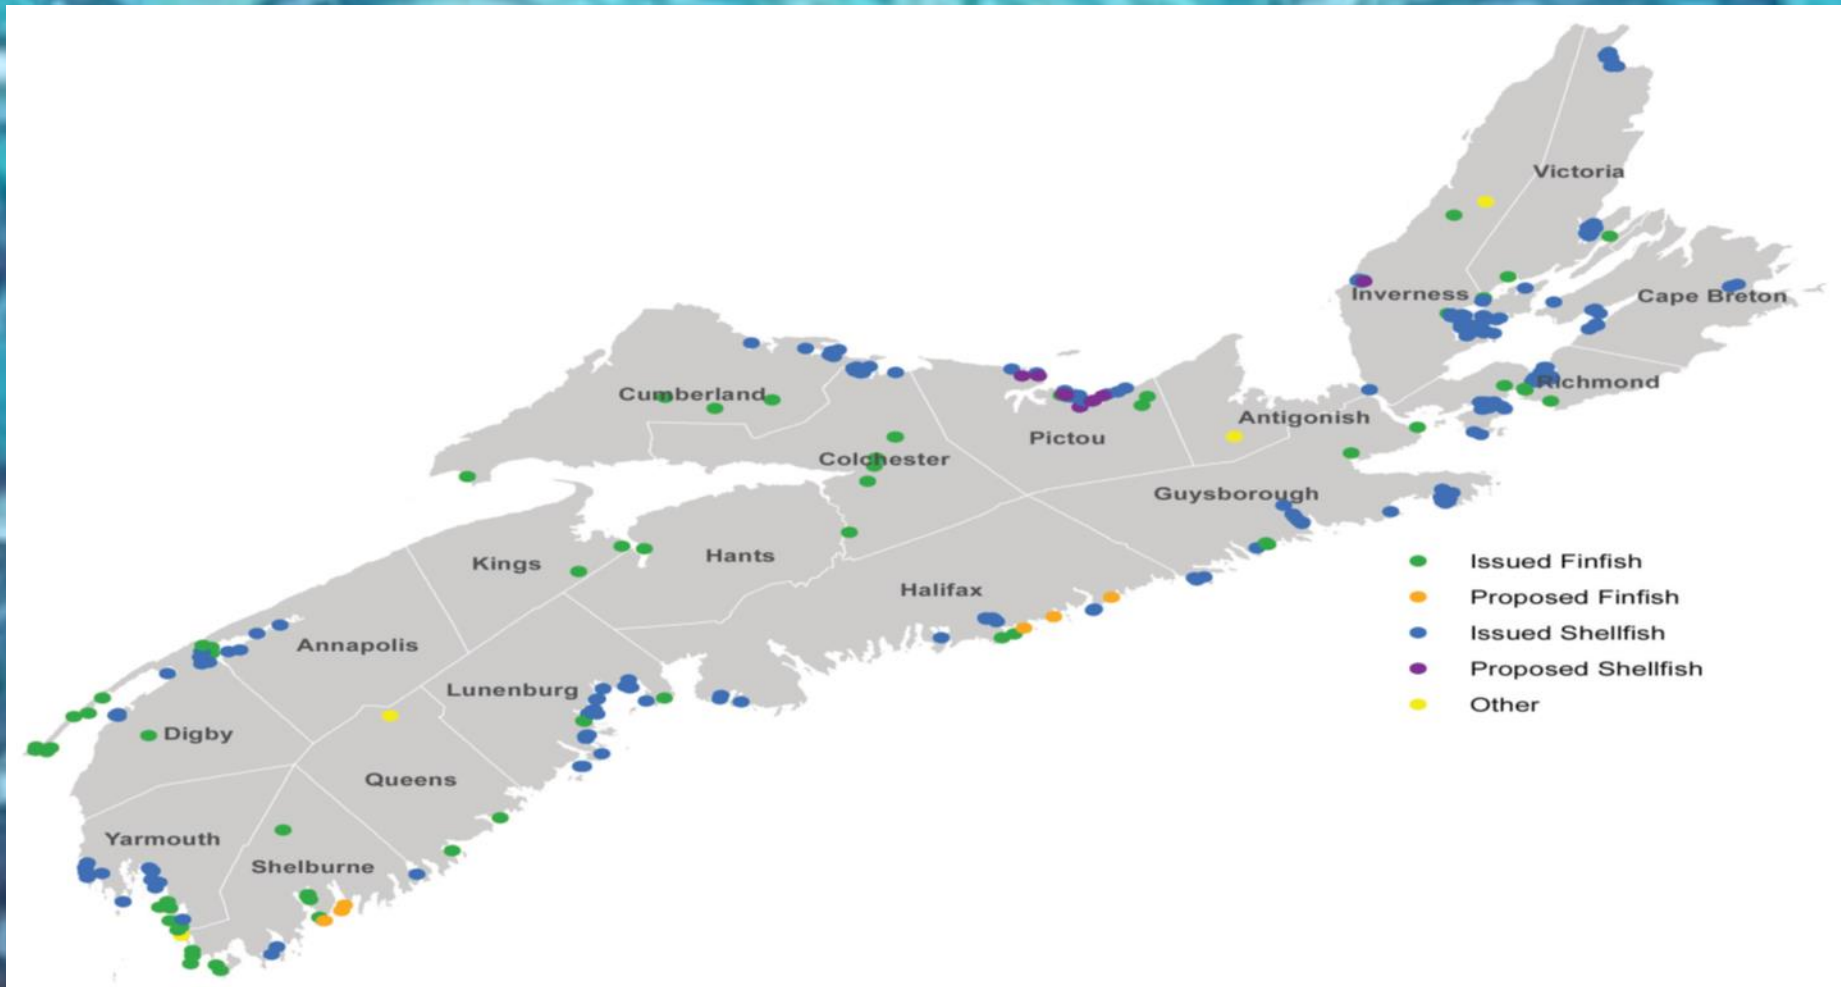 Victoria
Inverness
Cape Breton
Cumberland
Richmond
Antigonish
Pictou
Colchester
Guysborough
Kings
Hants
Halifax
Annapolis
Lunenburg
Digby
Queens
Yarmouth
Shelburne
Issued Finfish
Proposed Finfish
Issued Shellfish
Proposed Shellfish
Other